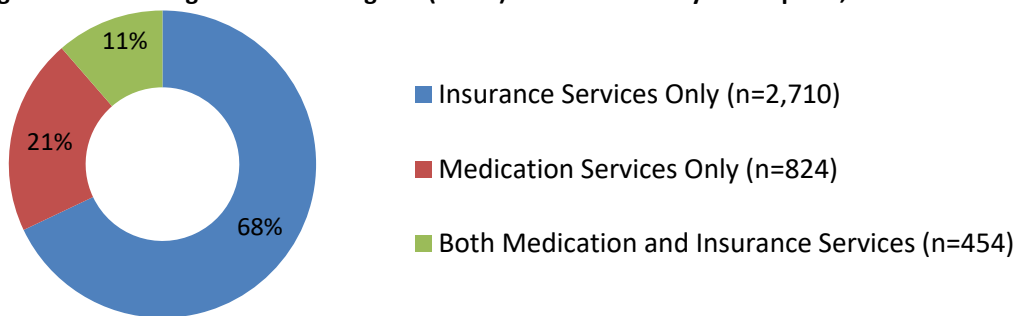 11%
Insurance Services Only (n=2,710)
21%
Medication Services Only (n=824)
68%
Both Medication and Insurance Services (n=454)